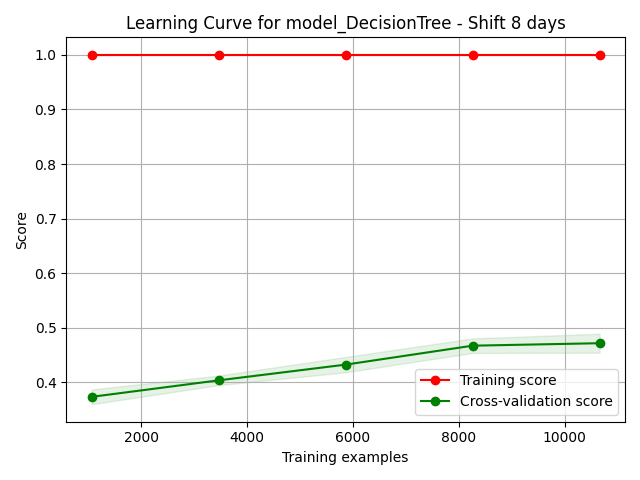 Learning Curve for model_DecisionTree - Shift 8 days
1.0
0.9
0.8
0.7
0.6
0.5
0.4
Score
2000 4000 6000 8000 10000
Training examples
Training score
Cross-validation score